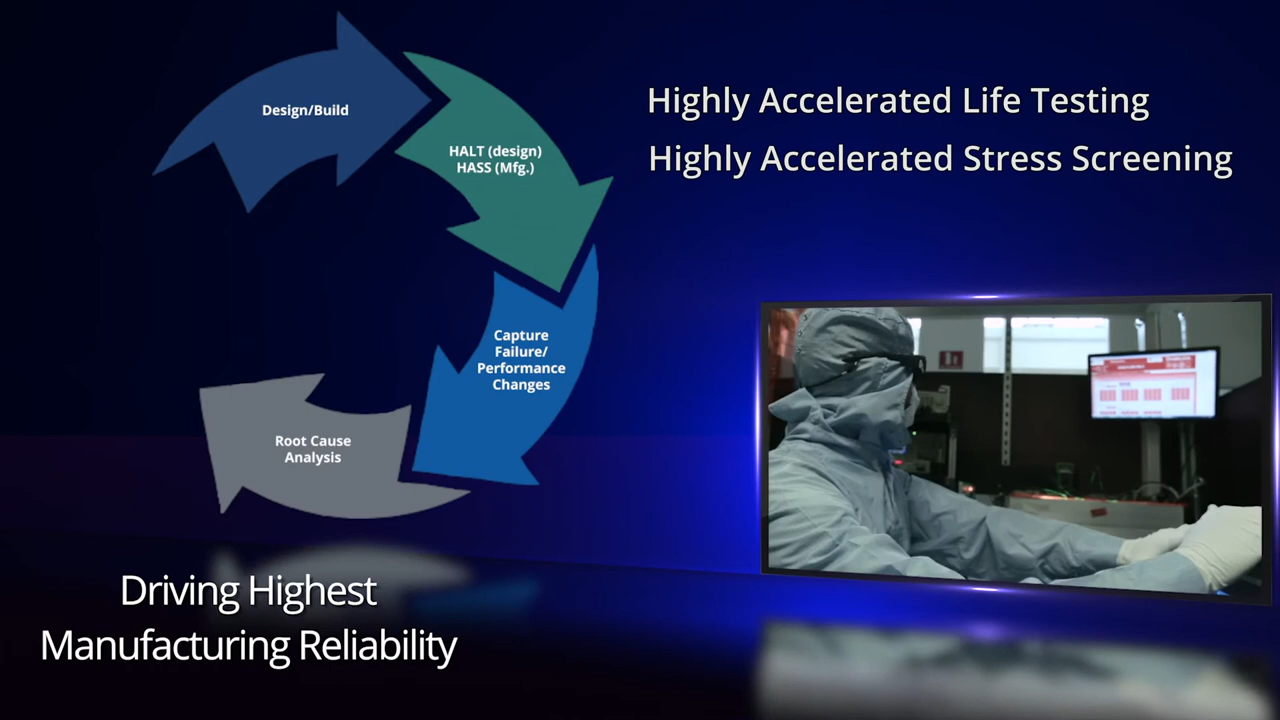 Design/Build
HALT (design)
HASS (Mfg.)
Capture
Failure/
Performance
Changes
Root Cause
Analysis
Highly Accelerated Life Testing
Highly Accelerated Stress Screening
Driving Highest
Manufacturing Reliability